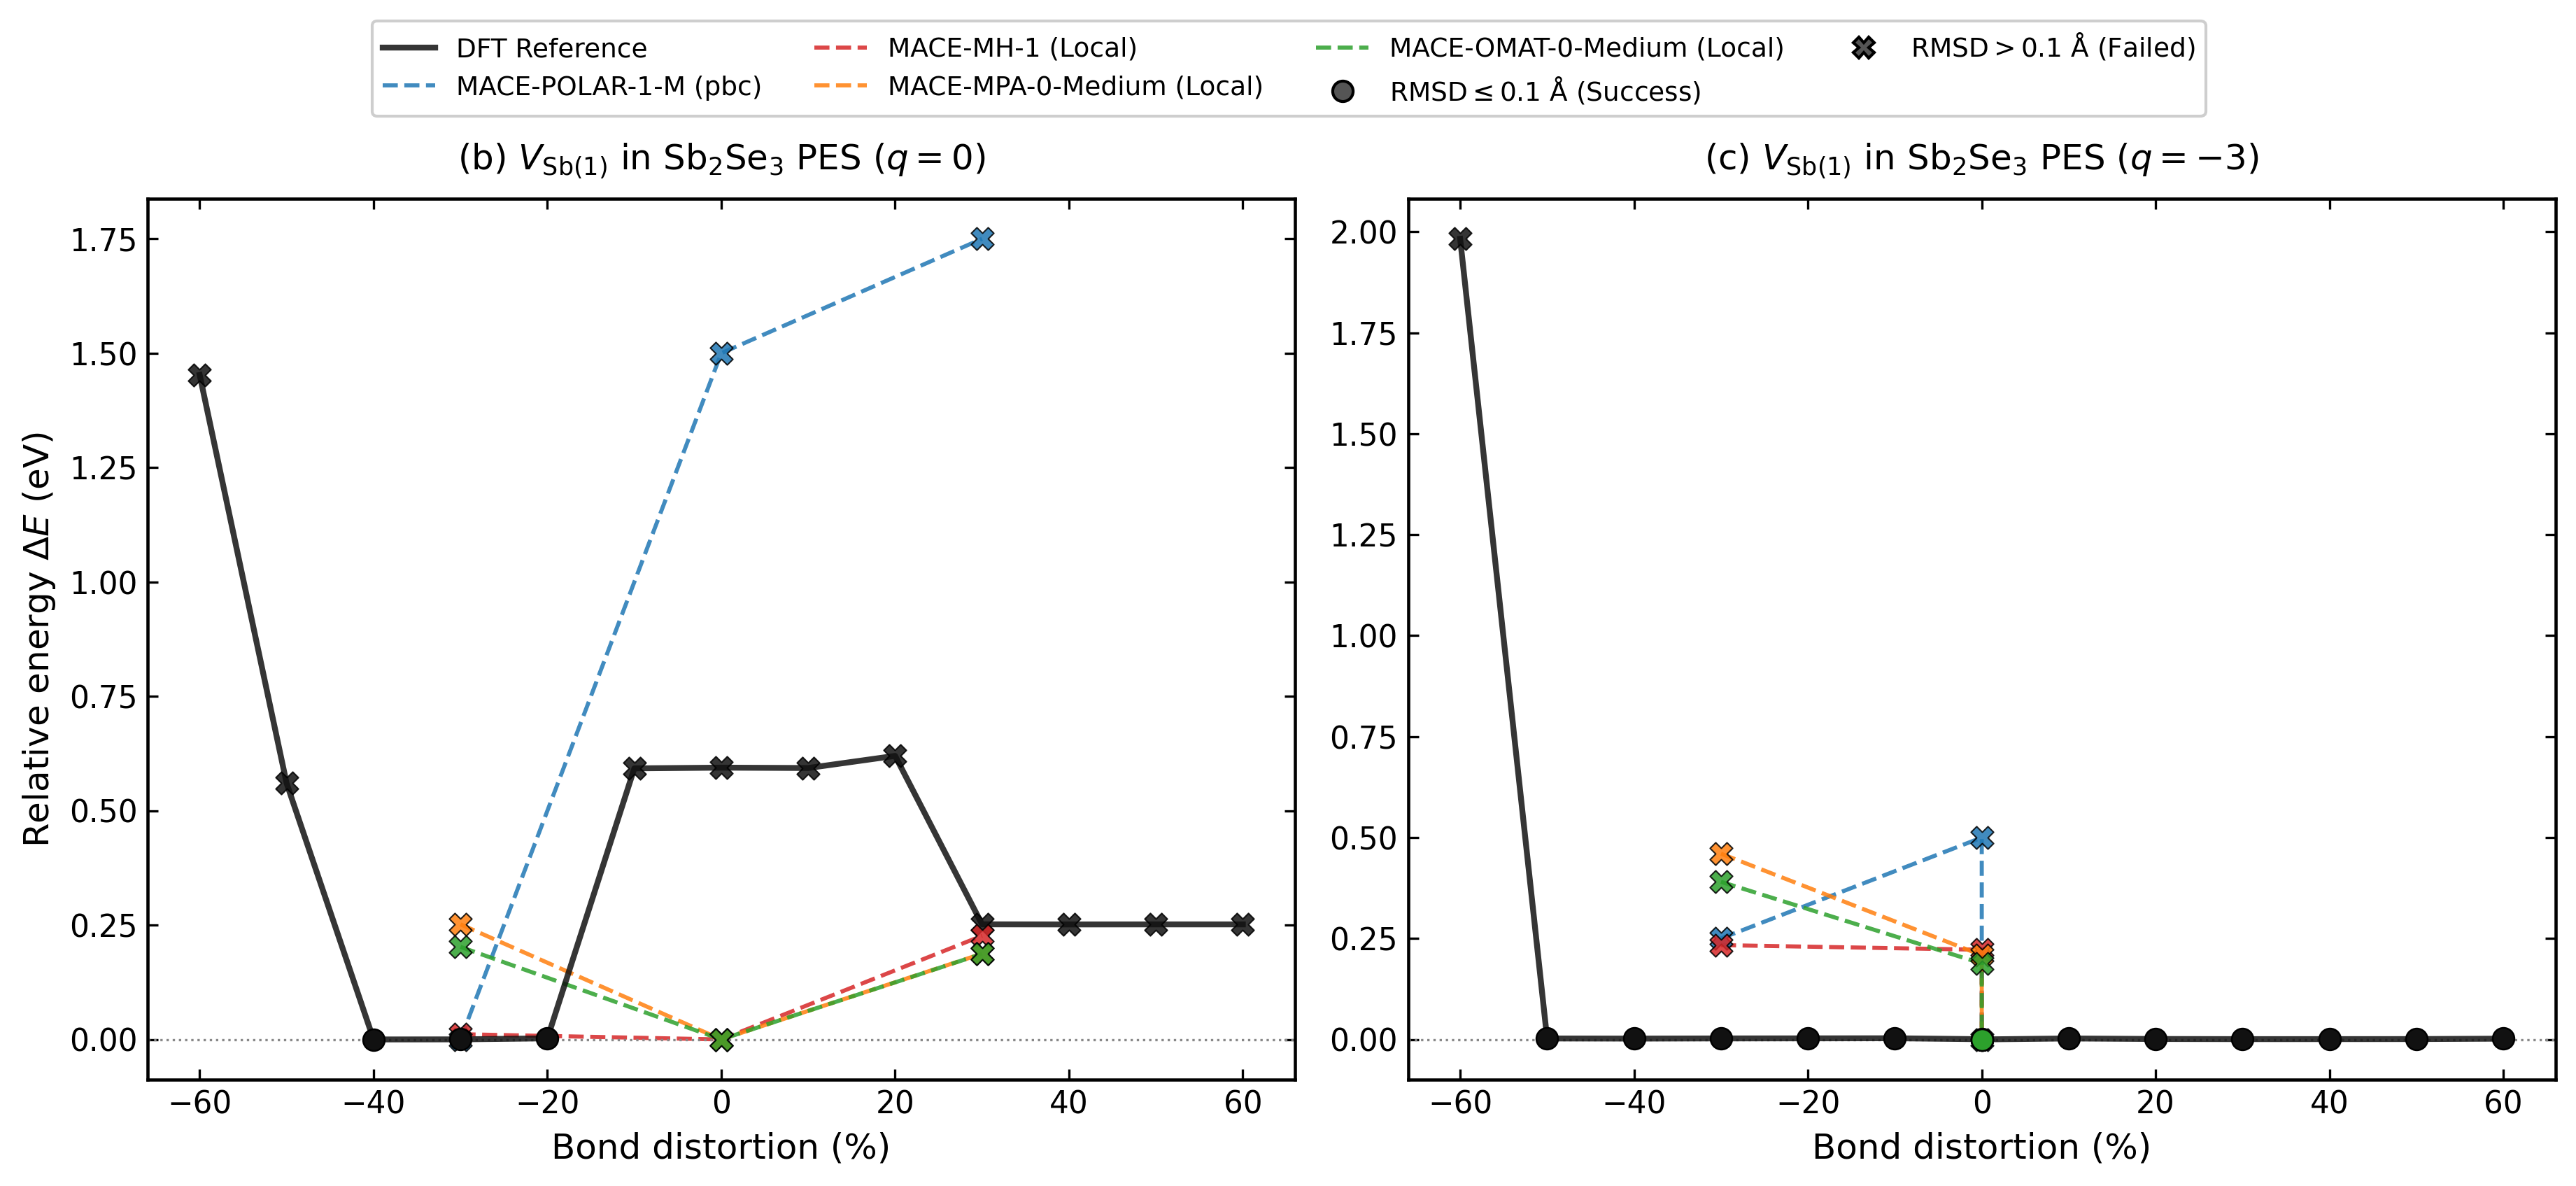 DFT Reference
MACE-POLAR-1-M (pbc)
MACE-MH-1 (Local)
MACE-MPA-0-Medium (Local)
MACE-OMAT-0-Medium (Local)
RMSD ≤ 0.1 Å (Success)
RMSD > 0.1 Å (Failed)
(b) V_Sb(1) in Sb₂Se₃ PES (q = 0)
1.75
1.50
1.25
1.00
0.75
0.50
0.25
0.00
Relative energy ΔE (eV)
−60 −40 −20 0 20 40 60
Bond distortion (%)
(c) V_Sb(1) in Sb₂Se₃ PES (q = −3)
2.00
1.75
1.50
1.25
1.00
0.75
0.50
0.25
0.00
−60 −40 −20 0 20 40 60
Bond distortion (%)